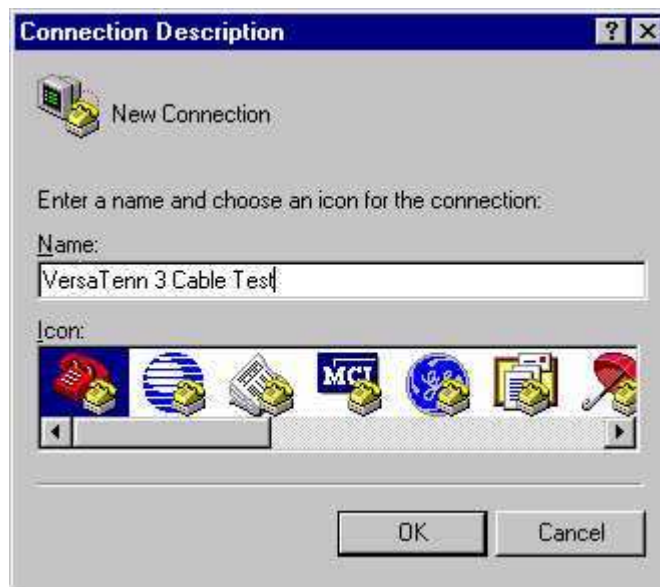 Connection Description
New Connection
Enter a name and choose an icon for the connection:
Name:
VersaTenn 3 Cable Test
Icon:
MCI
OK Cancel